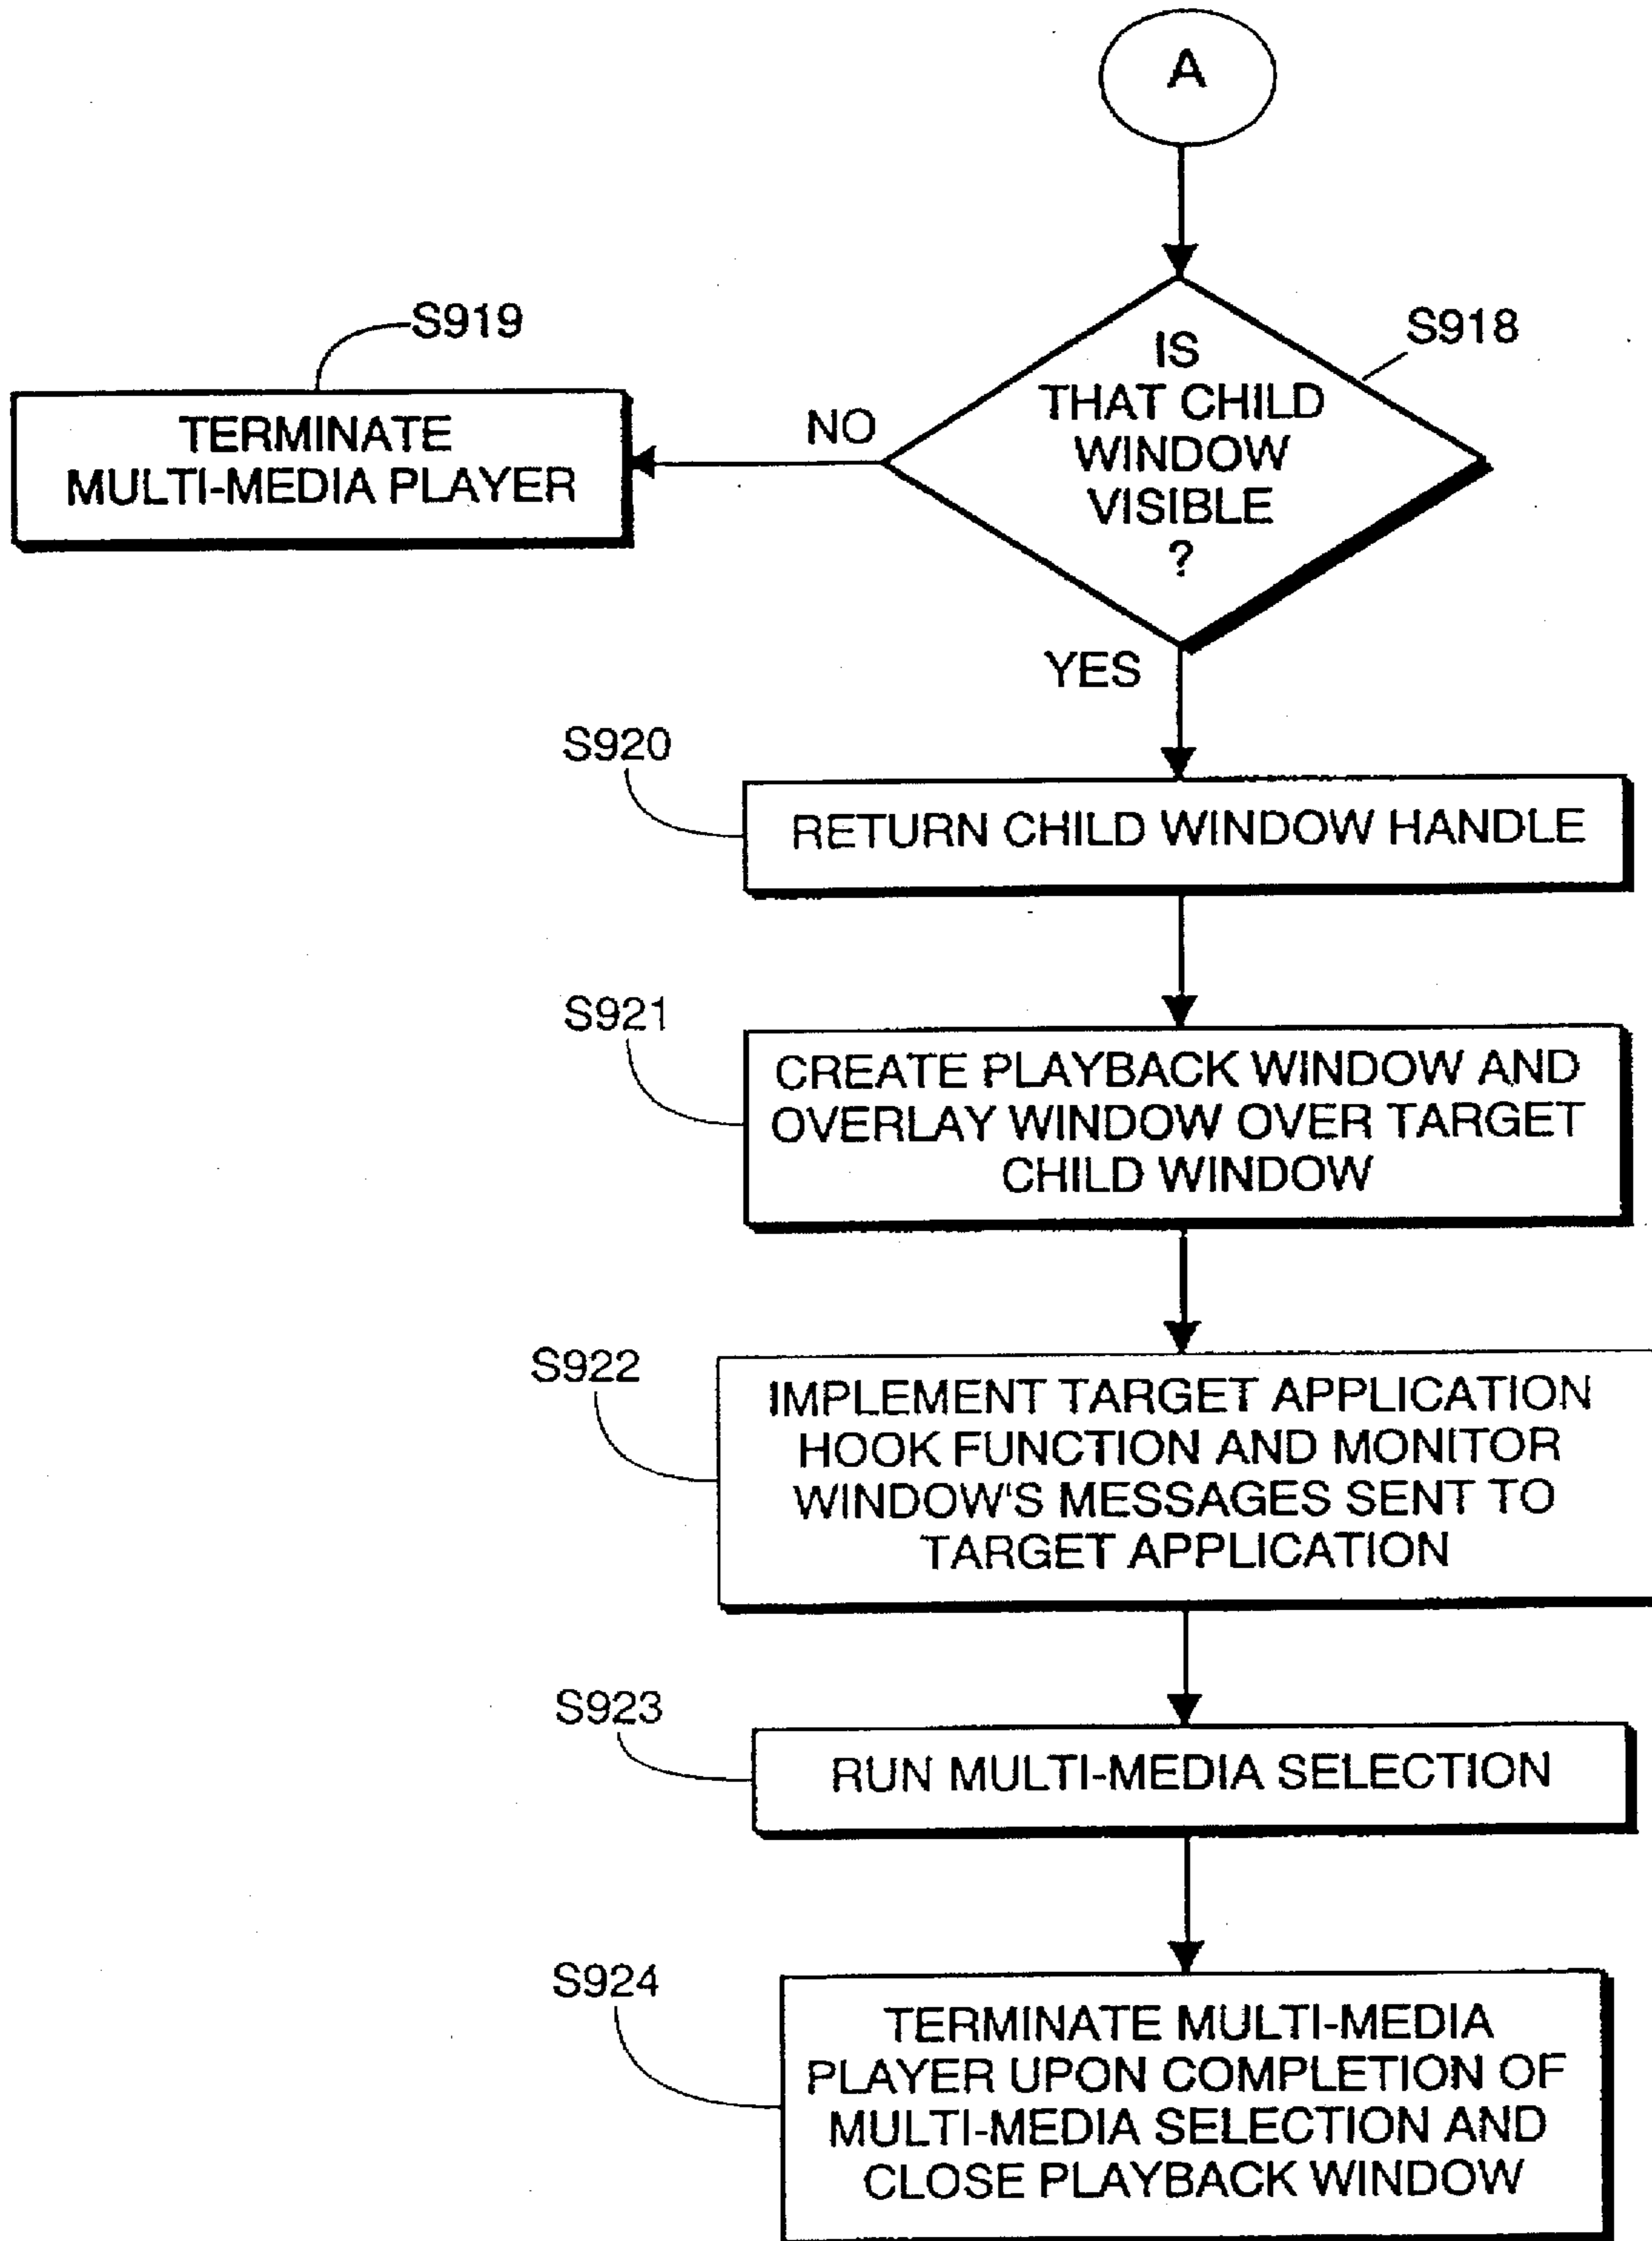 A
S918
IS
THAT CHILD
WINDOW
VISIBLE
?
NO
S919
TERMINATE
MULTI-MEDIA PLAYER
YES
S920
RETURN CHILD WINDOW HANDLE
S921
CREATE PLAYBACK WINDOW AND
OVERLAY WINDOW OVER TARGET
CHILD WINDOW
S922
IMPLEMENT TARGET APPLICATION
HOOK FUNCTION AND MONITOR
WINDOW'S MESSAGES SENT TO
TARGET APPLICATION
S923
RUN MULTI-MEDIA SELECTION
S924
TERMINATE MULTI-MEDIA
PLAYER UPON COMPLETION OF
MULTI-MEDIA SELECTION AND
CLOSE PLAYBACK WINDOW